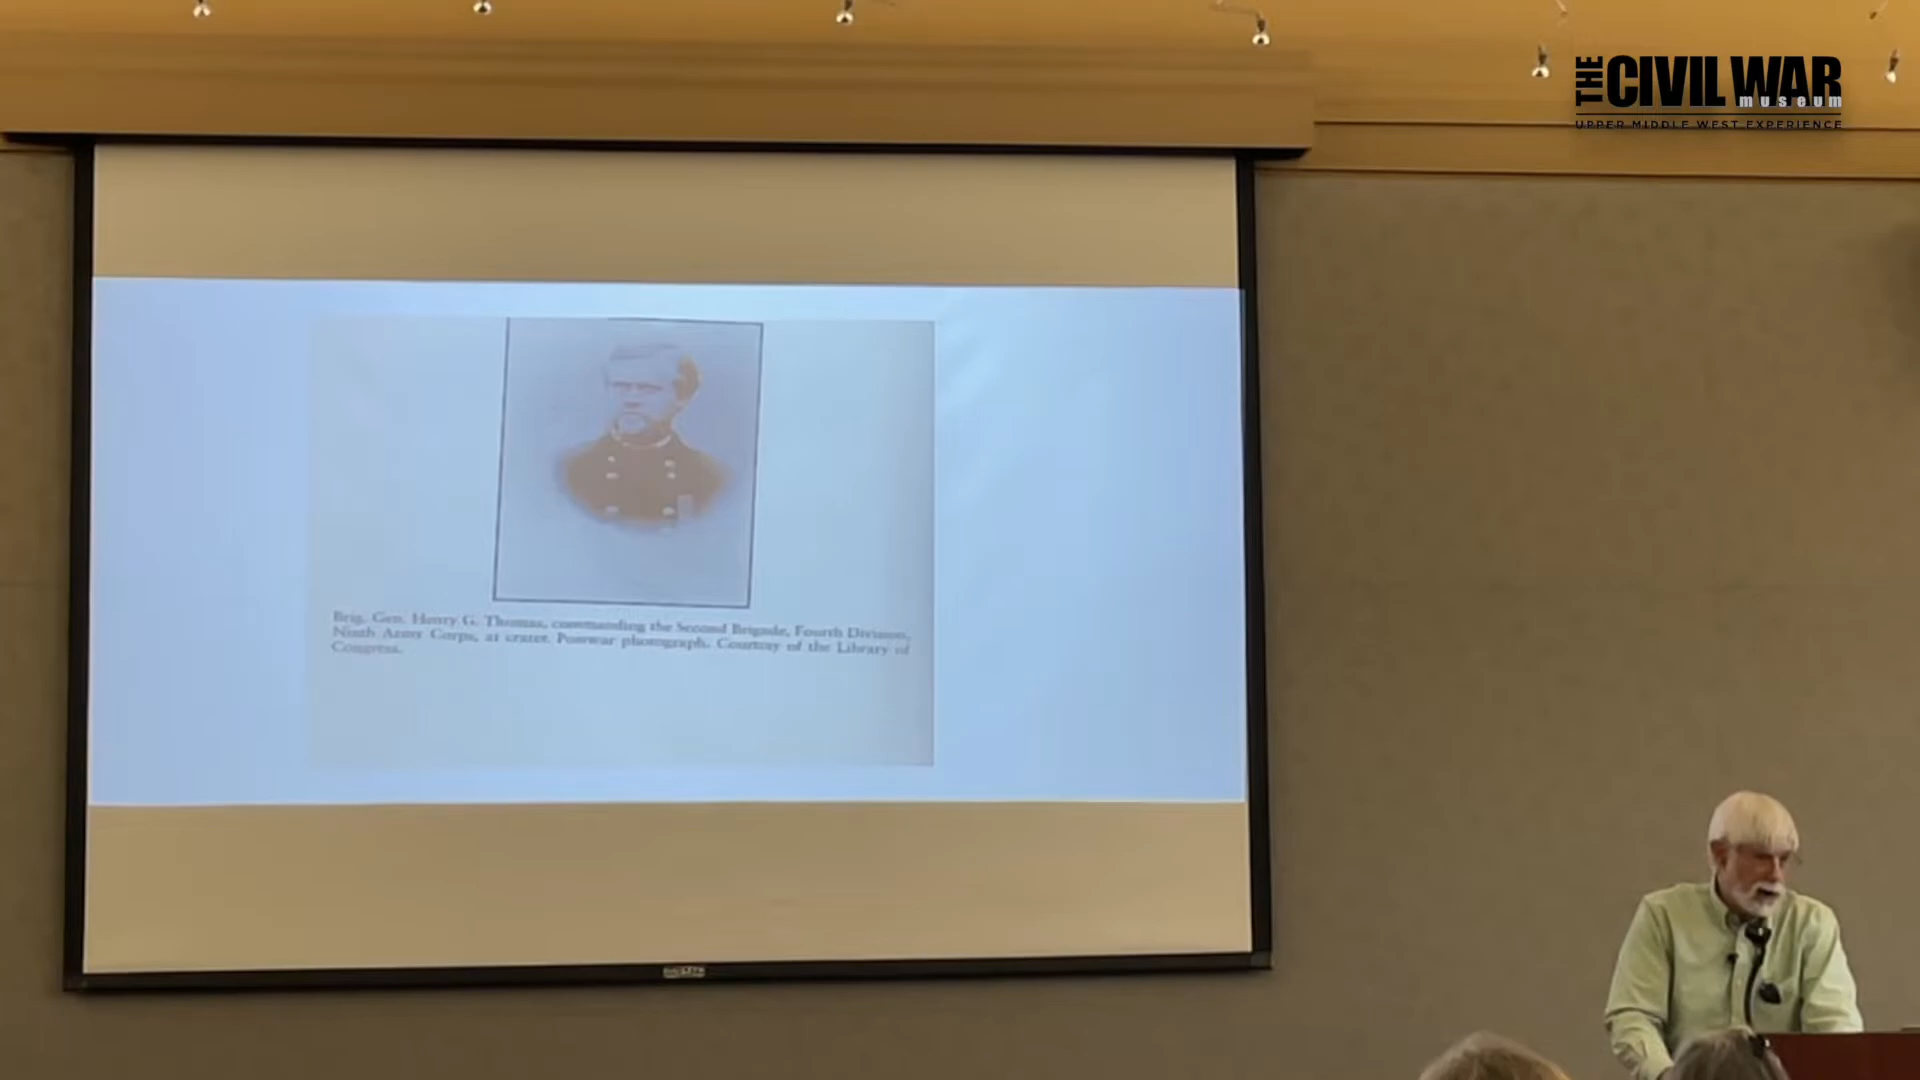 THE CIVIL WAR
museum
UPPER MIDDLE WEST EXPERIENCE
Brig. Gen. Henry G. Thomas, commanding the Second Brigade, Fourth Division,
Ninth Army Corps, at crater. Postwar photograph. Courtesy of the Library of
Congress.